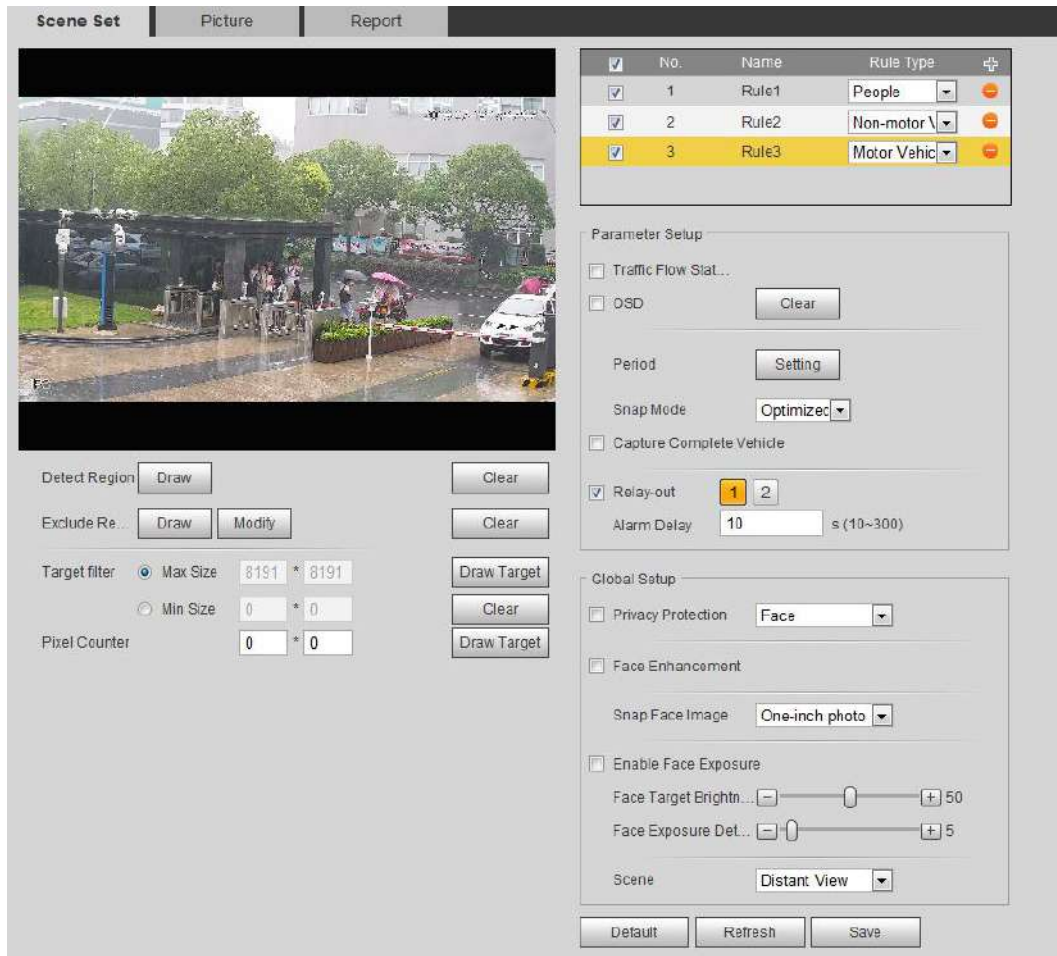 Scene Set
Picture
Report
No. Name Rule Type
1 Rule1 People
2 Rule2 Non-motor V
3 Rule3 Motor Vehic
Detect Region Draw Clear
Exclude Re... Draw Modify Clear
Target filter Max Size 8191 * 8191 Draw Target
Min Size 0 * 0 Clear
Pixel Counter 0 * 0 Draw Target
Parameter Setup
Traffic Flow Stat...
OSD Clear
Period Setting
Snap Mode Optimized
Capture Complete Vehicle
Relay-out 1 2
Alarm Delay 10 s (10~300)
Global Setup
Privacy Protection Face
Face Enhancement
Snap Face Image One-inch photo
Enable Face Exposure
Face Target Brightn... - + 50
Face Exposure Det... - + 5
Scene Distant View
Default Refresh Save